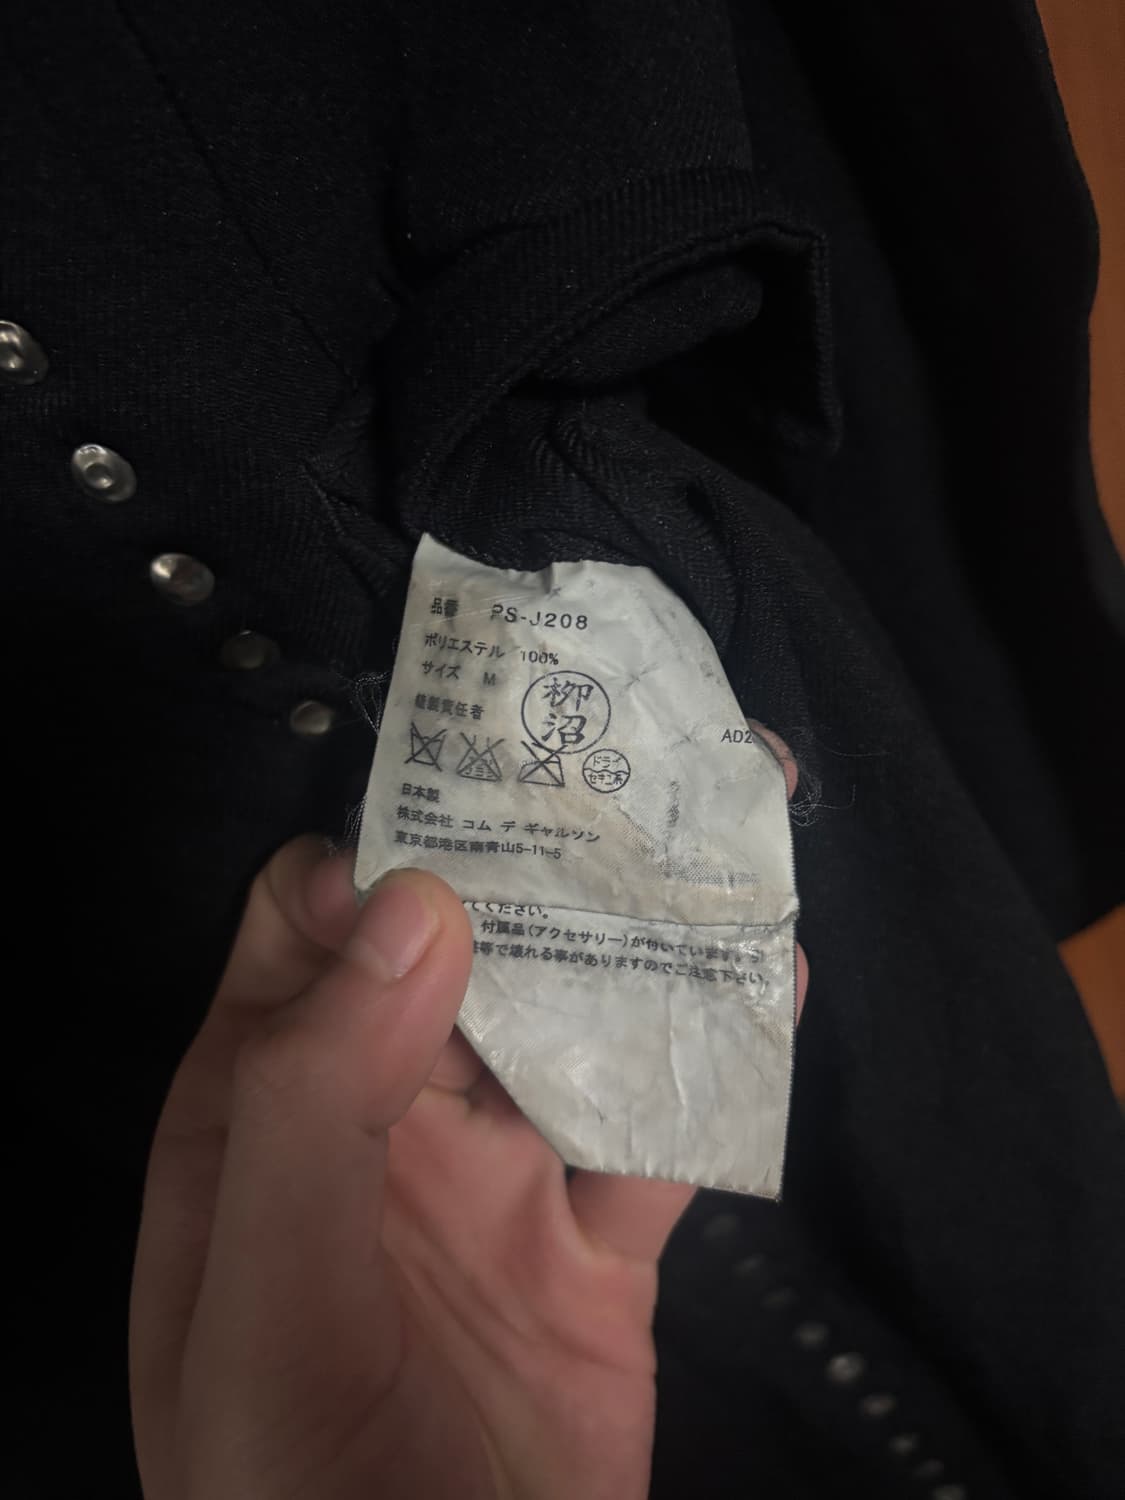 品番 PS-J208
ポリエステル 100%
サイズ M
縫製責任者 柳沼
ドライ
セキユ系
AD2
日本製
株式会社 コム デ ギャルソン
東京都港区南青山5-11-5
てください。
付属品(アクセサリー)が付いています。
等で壊れる事がありますのでご注意下さい。